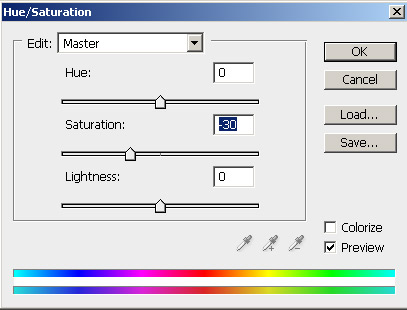 Hue/Saturation
Edit: Master
Hue: 0
Saturation: -30
Lightness: 0
OK
Cancel
Load...
Save...
Colorize
Preview